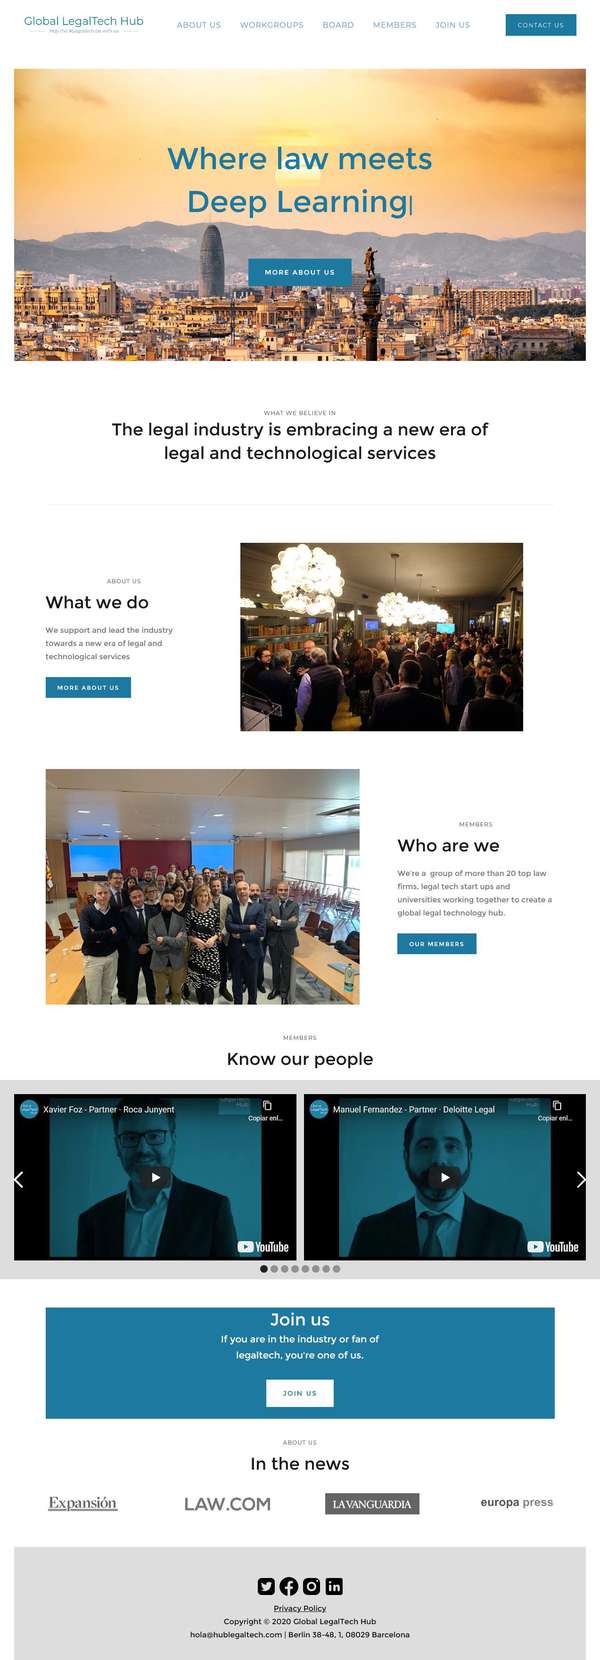 Global LegalTech Hub
May the #LegalTech be with us
ABOUT US
WORKGROUPS
BOARD
MEMBERS
JOIN US
CONTACT US
Where law meets
Deep Learning|
MORE ABOUT US
WHAT WE BELIEVE IN
The legal industry is embracing a new era of
legal and technological services
ABOUT US
What we do
We support and lead the industry
towards a new era of legal and
technological services
MORE ABOUT US
MEMBERS
Who are we
We're a group of more than 20 top law
firms, legal tech start ups and
universities working together to create a
global legal technology hub.
OUR MEMBERS
MEMBERS
Know our people
Xavier Foz - Partner - Roca Junyent
Copiar enl...
YouTube
Manuel Fernandez - Partner - Deloitte Legal
Copiar enl...
YouTube
Join us
If you are in the industry or fan of
legaltech, you're one of us.
JOIN US
ABOUT US
In the news
Expansión
LAW.COM
LA VANGUARDIA
europa press
Privacy Policy
Copyright © 2020 Global LegalTech Hub
hola@hublegaltech.com | Berlin 38-48, 1, 08029 Barcelona